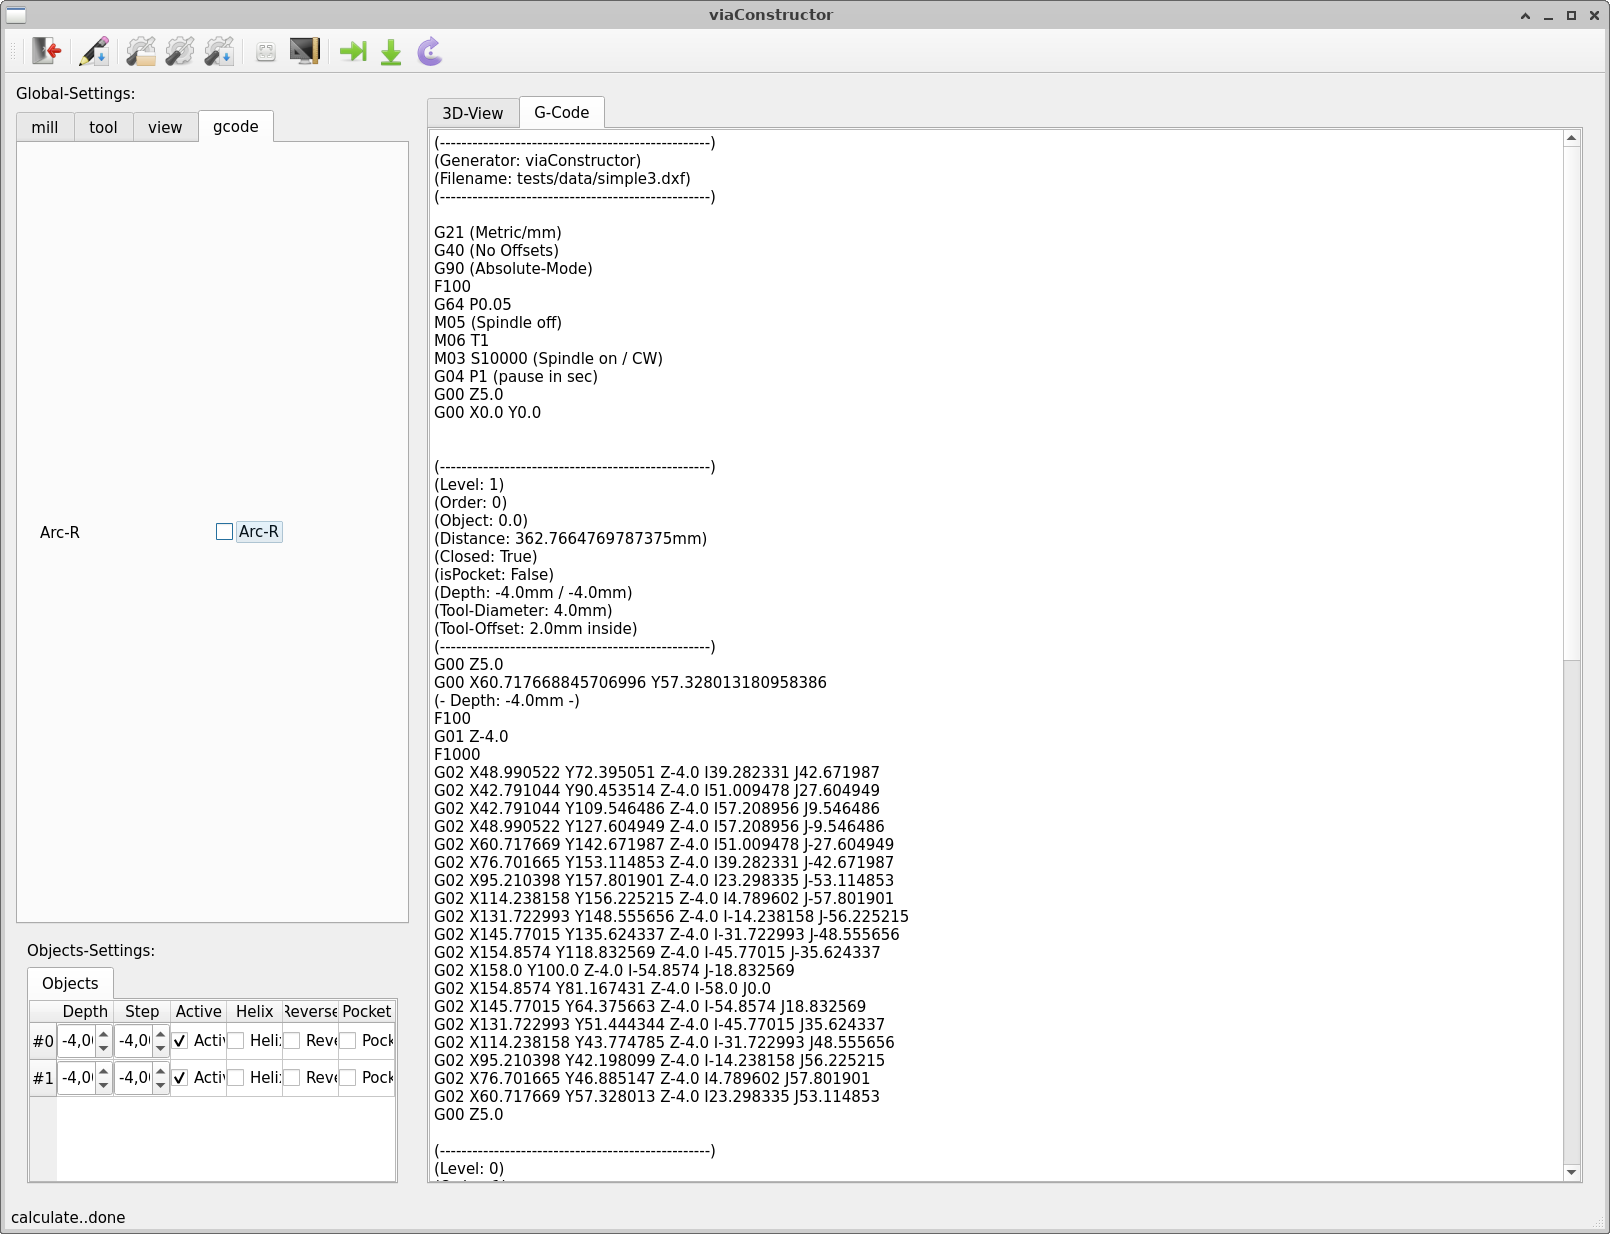 viaConstructor
Global-Settings:
mill tool view gcode
Arc-R Arc-R
Objects-Settings:
Objects
Depth Step Active Helix Reverse Pocket
#0 -4,0 -4,0 Activ Heli Reve Pock
#1 -4,0 -4,0 Activ Heli Reve Pock
calculate..done
3D-View G-Code
(--------------------------------------------------)
(Generator: viaConstructor)
(Filename: tests/data/simple3.dxf)
(--------------------------------------------------)
G21 (Metric/mm)
G40 (No Offsets)
G90 (Absolute-Mode)
F100
G64 P0.05
M05 (Spindle off)
M06 T1
M03 S10000 (Spindle on / CW)
G04 P1 (pause in sec)
G00 Z5.0
G00 X0.0 Y0.0
(--------------------------------------------------)
(Level: 1)
(Order: 0)
(Object: 0.0)
(Distance: 362.7664769787375mm)
(Closed: True)
(isPocket: False)
(Depth: -4.0mm / -4.0mm)
(Tool-Diameter: 4.0mm)
(Tool-Offset: 2.0mm inside)
(--------------------------------------------------)
G00 Z5.0
G00 X60.717668845706996 Y57.328013180958386
(- Depth: -4.0mm -)
F100
G01 Z-4.0
F1000
G02 X48.990522 Y72.395051 Z-4.0 I39.282331 J42.671987
G02 X42.791044 Y90.453514 Z-4.0 I51.009478 J27.604949
G02 X42.791044 Y109.546486 Z-4.0 I57.208956 J9.546486
G02 X48.990522 Y127.604949 Z-4.0 I57.208956 J-9.546486
G02 X60.717669 Y142.671987 Z-4.0 I51.009478 J-27.604949
G02 X76.701665 Y153.114853 Z-4.0 I39.282331 J-42.671987
G02 X95.210398 Y157.801901 Z-4.0 I23.298335 J-53.114853
G02 X114.238158 Y156.225215 Z-4.0 I4.789602 J-57.801901
G02 X131.722993 Y148.555656 Z-4.0 I-14.238158 J-56.225215
G02 X145.77015 Y135.624337 Z-4.0 I-31.722993 J-48.555656
G02 X154.8574 Y118.832569 Z-4.0 I-45.77015 J-35.624337
G02 X158.0 Y100.0 Z-4.0 I-54.8574 J-18.832569
G02 X154.8574 Y81.167431 Z-4.0 I-58.0 J0.0
G02 X145.77015 Y64.375663 Z-4.0 I-54.8574 J18.832569
G02 X131.722993 Y51.444344 Z-4.0 I-45.77015 J35.624337
G02 X114.238158 Y43.774785 Z-4.0 I-31.722993 J48.555656
G02 X95.210398 Y42.198099 Z-4.0 I-14.238158 J56.225215
G02 X76.701665 Y46.885147 Z-4.0 I4.789602 J57.801901
G02 X60.717669 Y57.328013 Z-4.0 I23.298335 J53.114853
G00 Z5.0
(--------------------------------------------------)
(Level: 0)